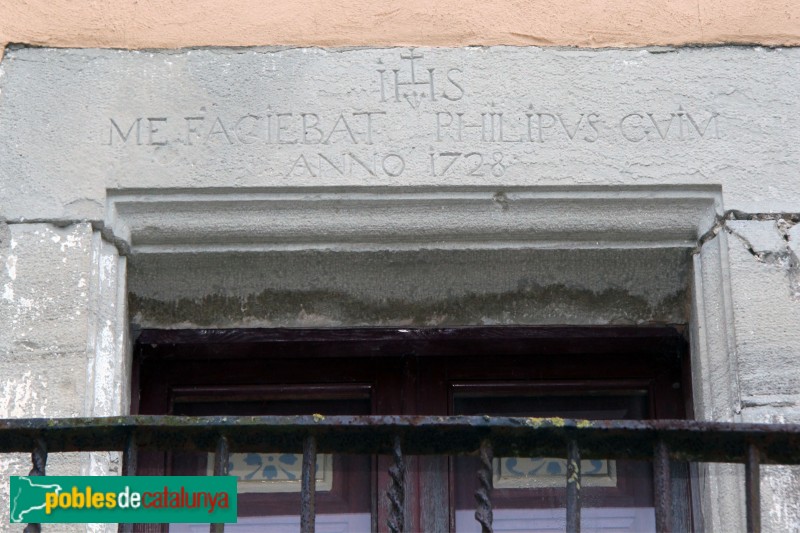 IHS
ME FACIEBAT PHILIPVS GVIM
ANNO 1728
poblesdecatalunya